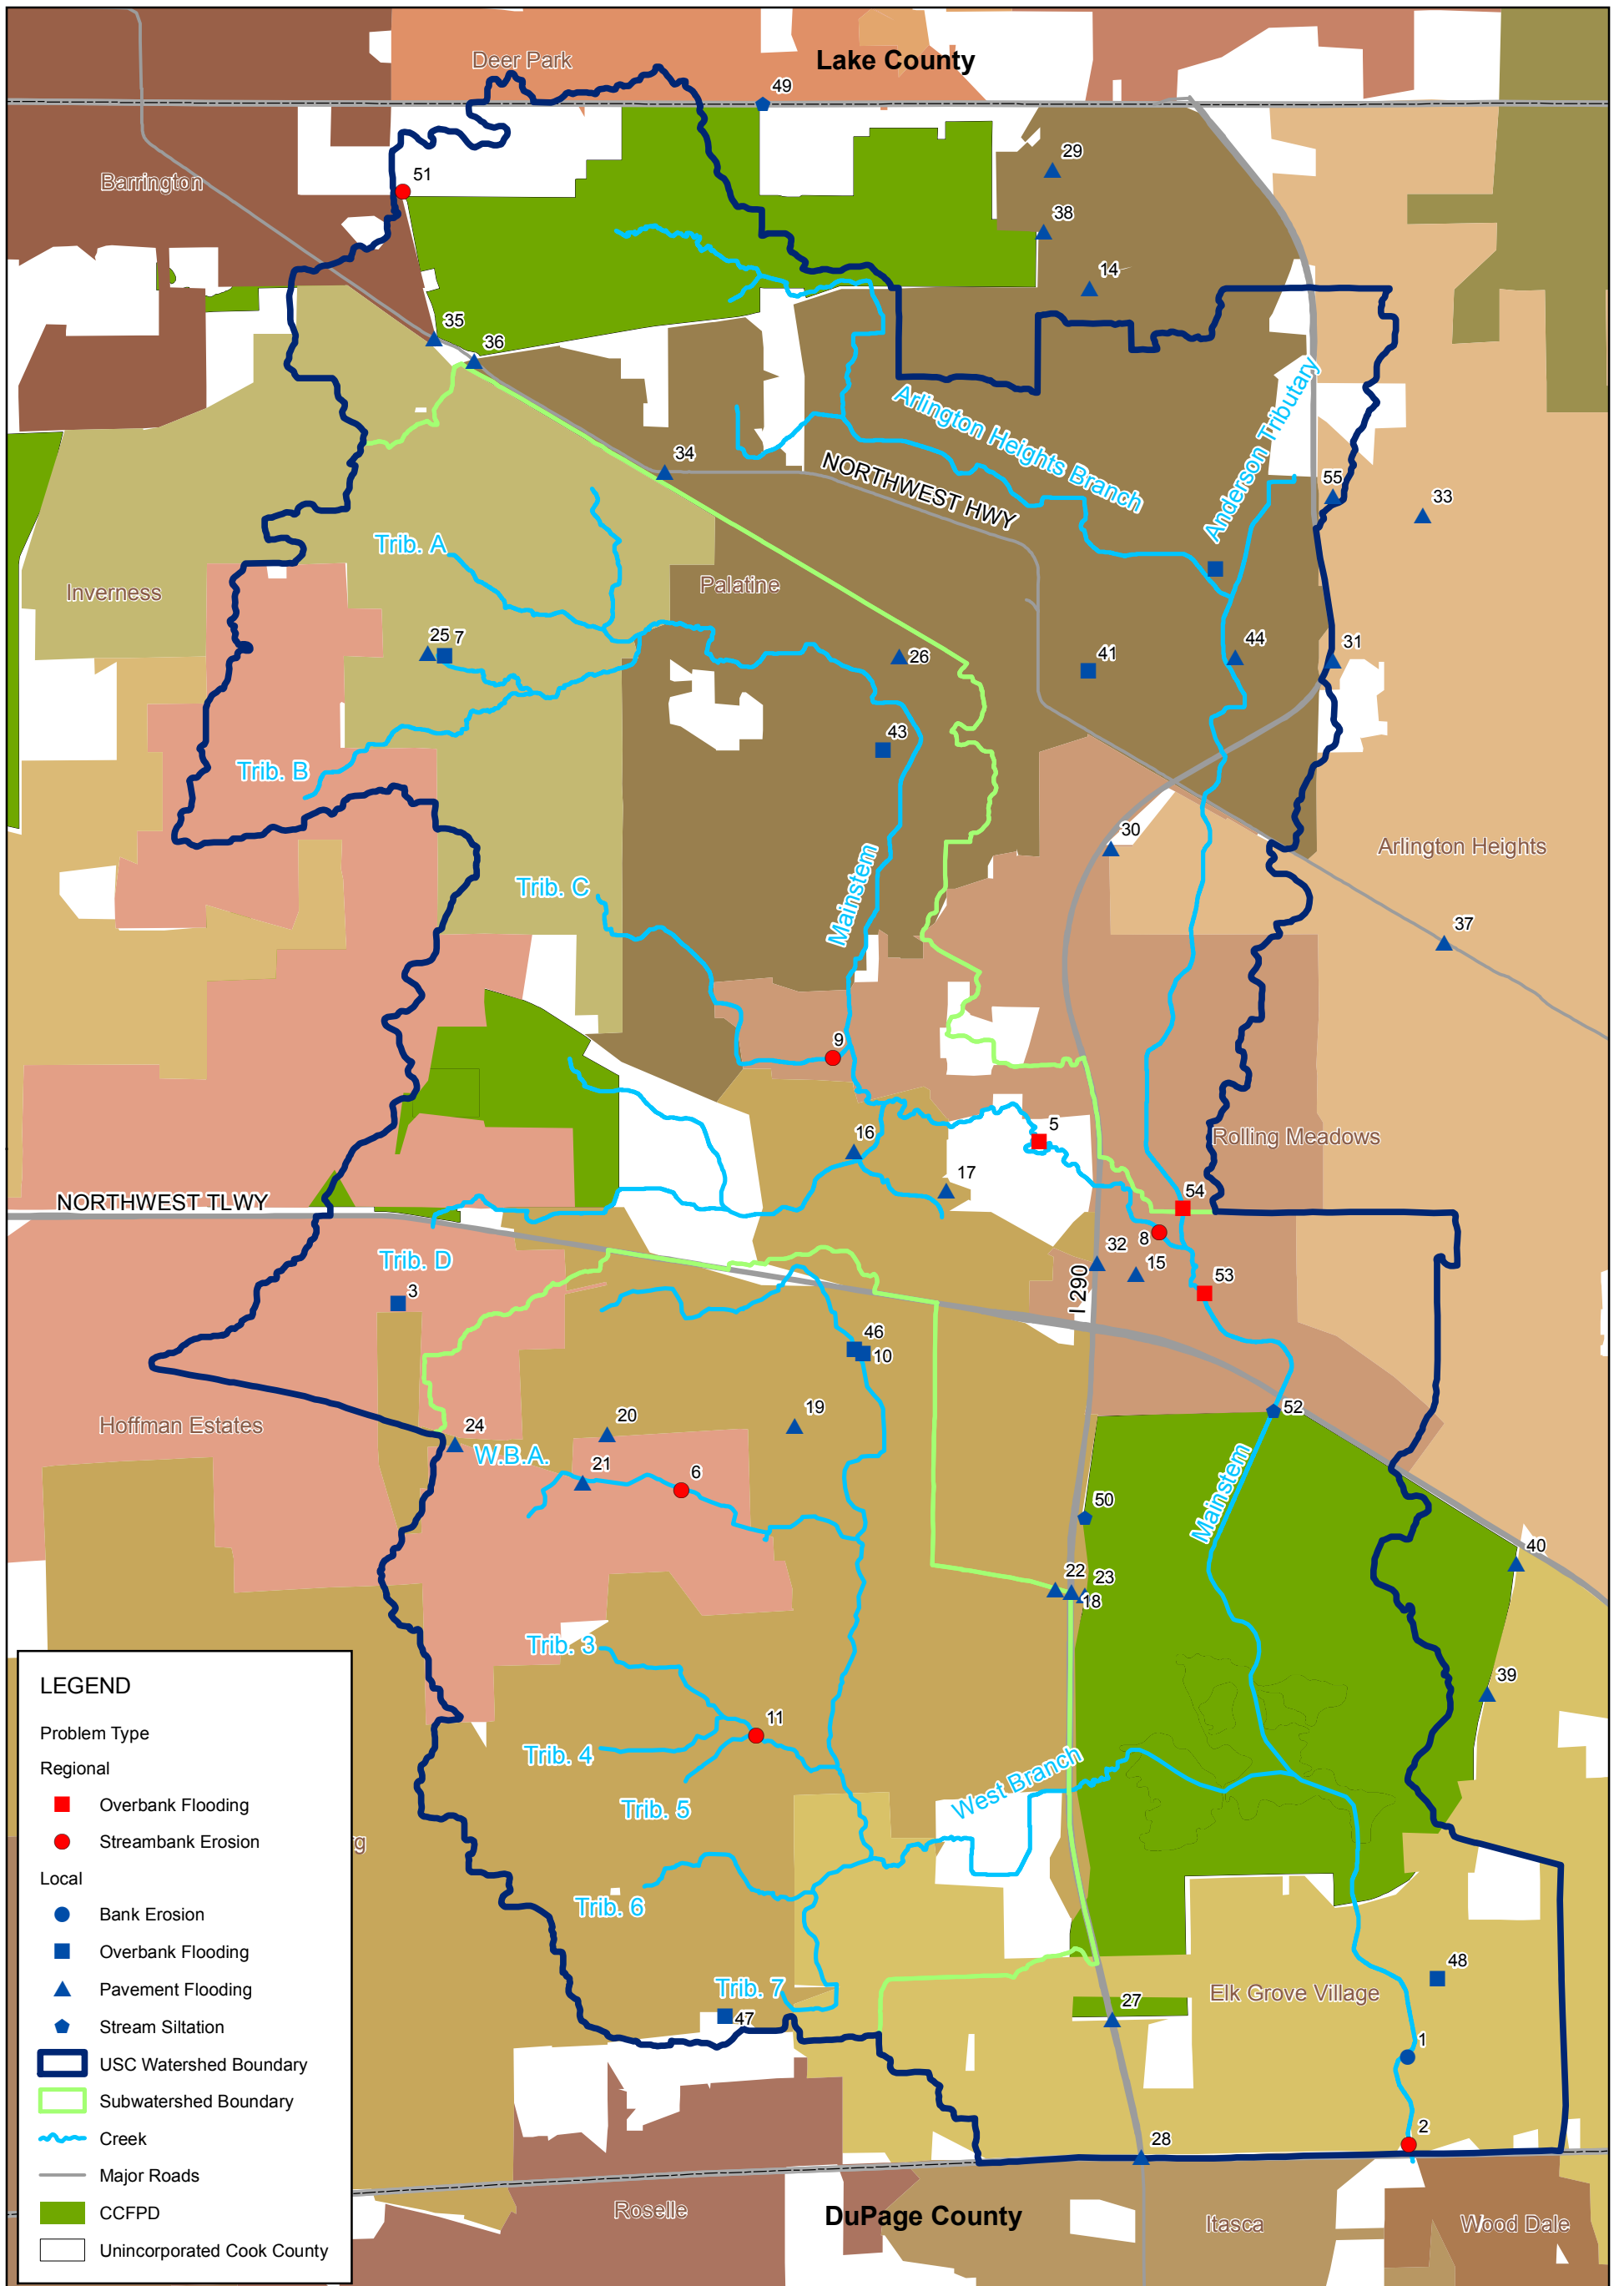 Deer Park
Lake County
49
29
Barrington
51
38
14
35
36
Arlington Heights Branch
Anderson Tributary
34
NORTHWEST HWY
55
33
Trib. A
Inverness
Palatine
25
7
26
41
44
31
43
Trib. B
30
Arlington Heights
Trib. C
Mainstem
37
9
5
Rolling Meadows
16
17
NORTHWEST TLWY
54
8
Trib. D
32
15
3
I 290
53
46
10
Hoffman Estates
24
20
19
52
W.B.A.
21
6
Mainstem
50
40
22
23
18
Trib. 3
39
11
Trib. 4
West Branch
Trib. 5
rg
Trib. 6
48
Trib. 7
Elk Grove Village
47
27
1
2
28
Roselle
DuPage County
Itasca
Wood Dale
LEGEND
Problem Type
Regional
Overbank Flooding
Streambank Erosion
Local
Bank Erosion
Overbank Flooding
Pavement Flooding
Stream Siltation
USC Watershed Boundary
Subwatershed Boundary
Creek
Major Roads
CCFPD
Unincorporated Cook County